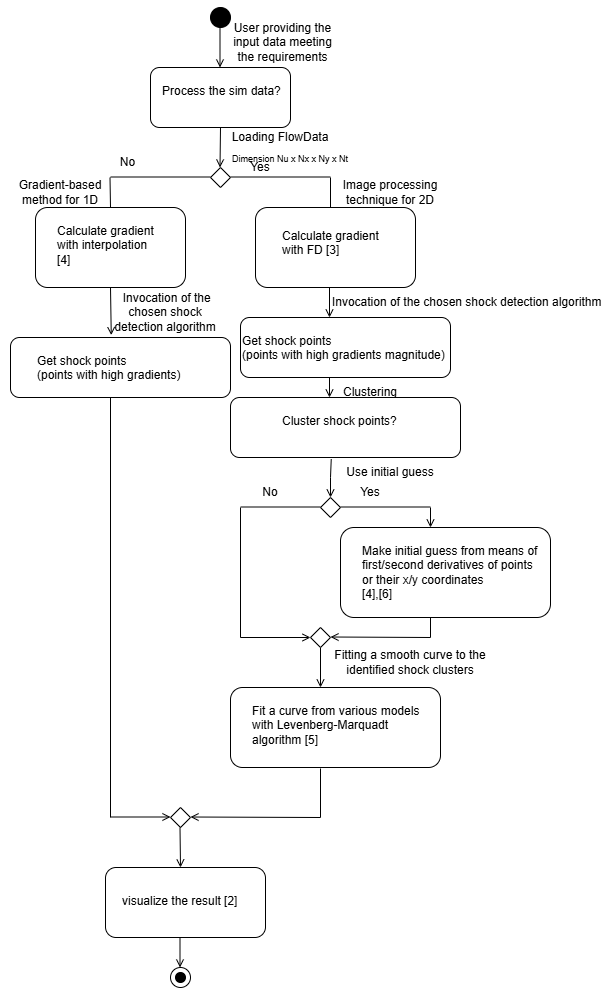 User providing the
input data meeting
the requirements
Process the sim data?
Loading FlowData
Dimension Nu x Nx x Ny x Nt
No
Yes
Gradient-based
method for 1D
Image processing
technique for 2D
Calculate gradient
with interpolation
[4]
Calculate gradient
with FD [3]
Invocation of the
chosen shock
detection algorithm
Invocation of the chosen shock detection algorithm
Get shock points
(points with high gradients)
Get shock points
(points with high gradients magnitude)
Clustering
Cluster shock points?
Use initial guess
No
Yes
Make initial guess from means of
first/second derivatives of points
or their x/y coordinates
[4],[6]
Fitting a smooth curve to the
identified shock clusters
Fit a curve from various models
with Levenberg-Marquadt
algorithm [5]
visualize the result [2]